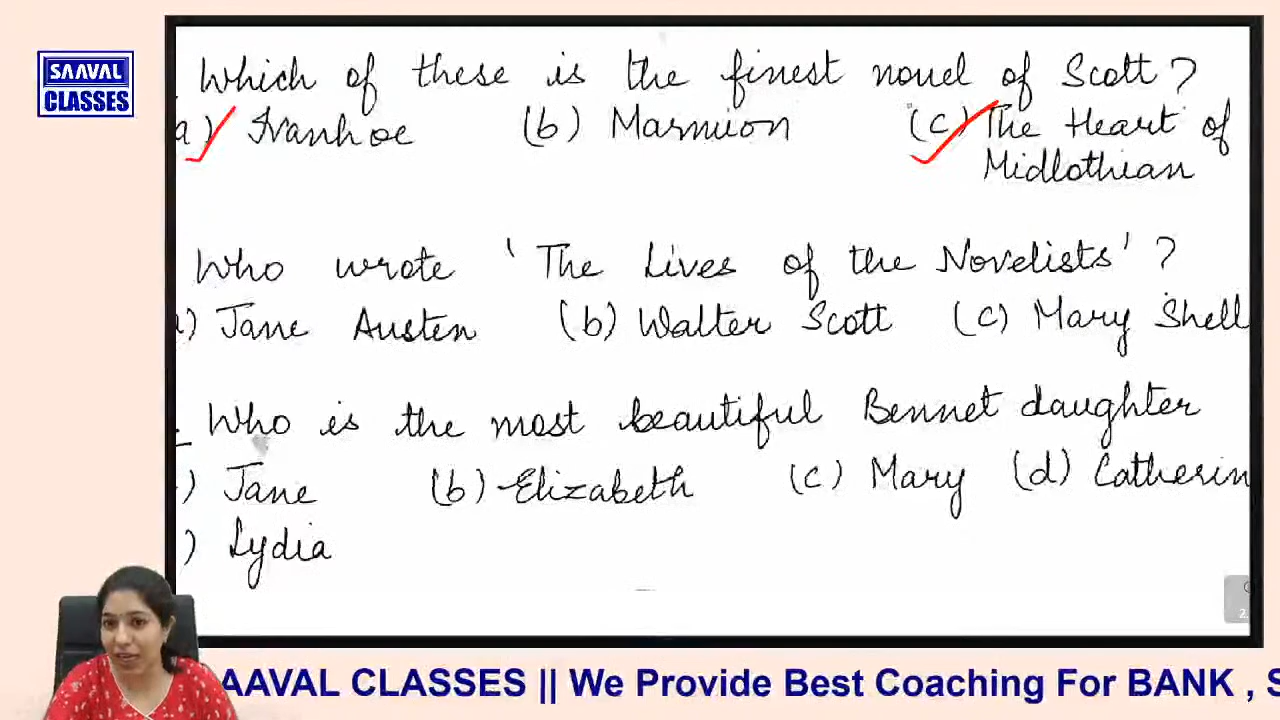 SAAVAL
CLASSES
Which of these is the finest novel of Scott?
a) Ivanhoe (b) Marmion (c) The Heart of
Midlothian
Who wrote 'The Lives of the Novelists'?
) Jane Austen (b) Walter Scott (c) Mary Shell
. Who is the most beautiful Bennet daughter
) Jane (b) Elizabeth (c) Mary (d) Catherin
) Lydia
AAVAL CLASSES || We Provide Best Coaching For BANK , S